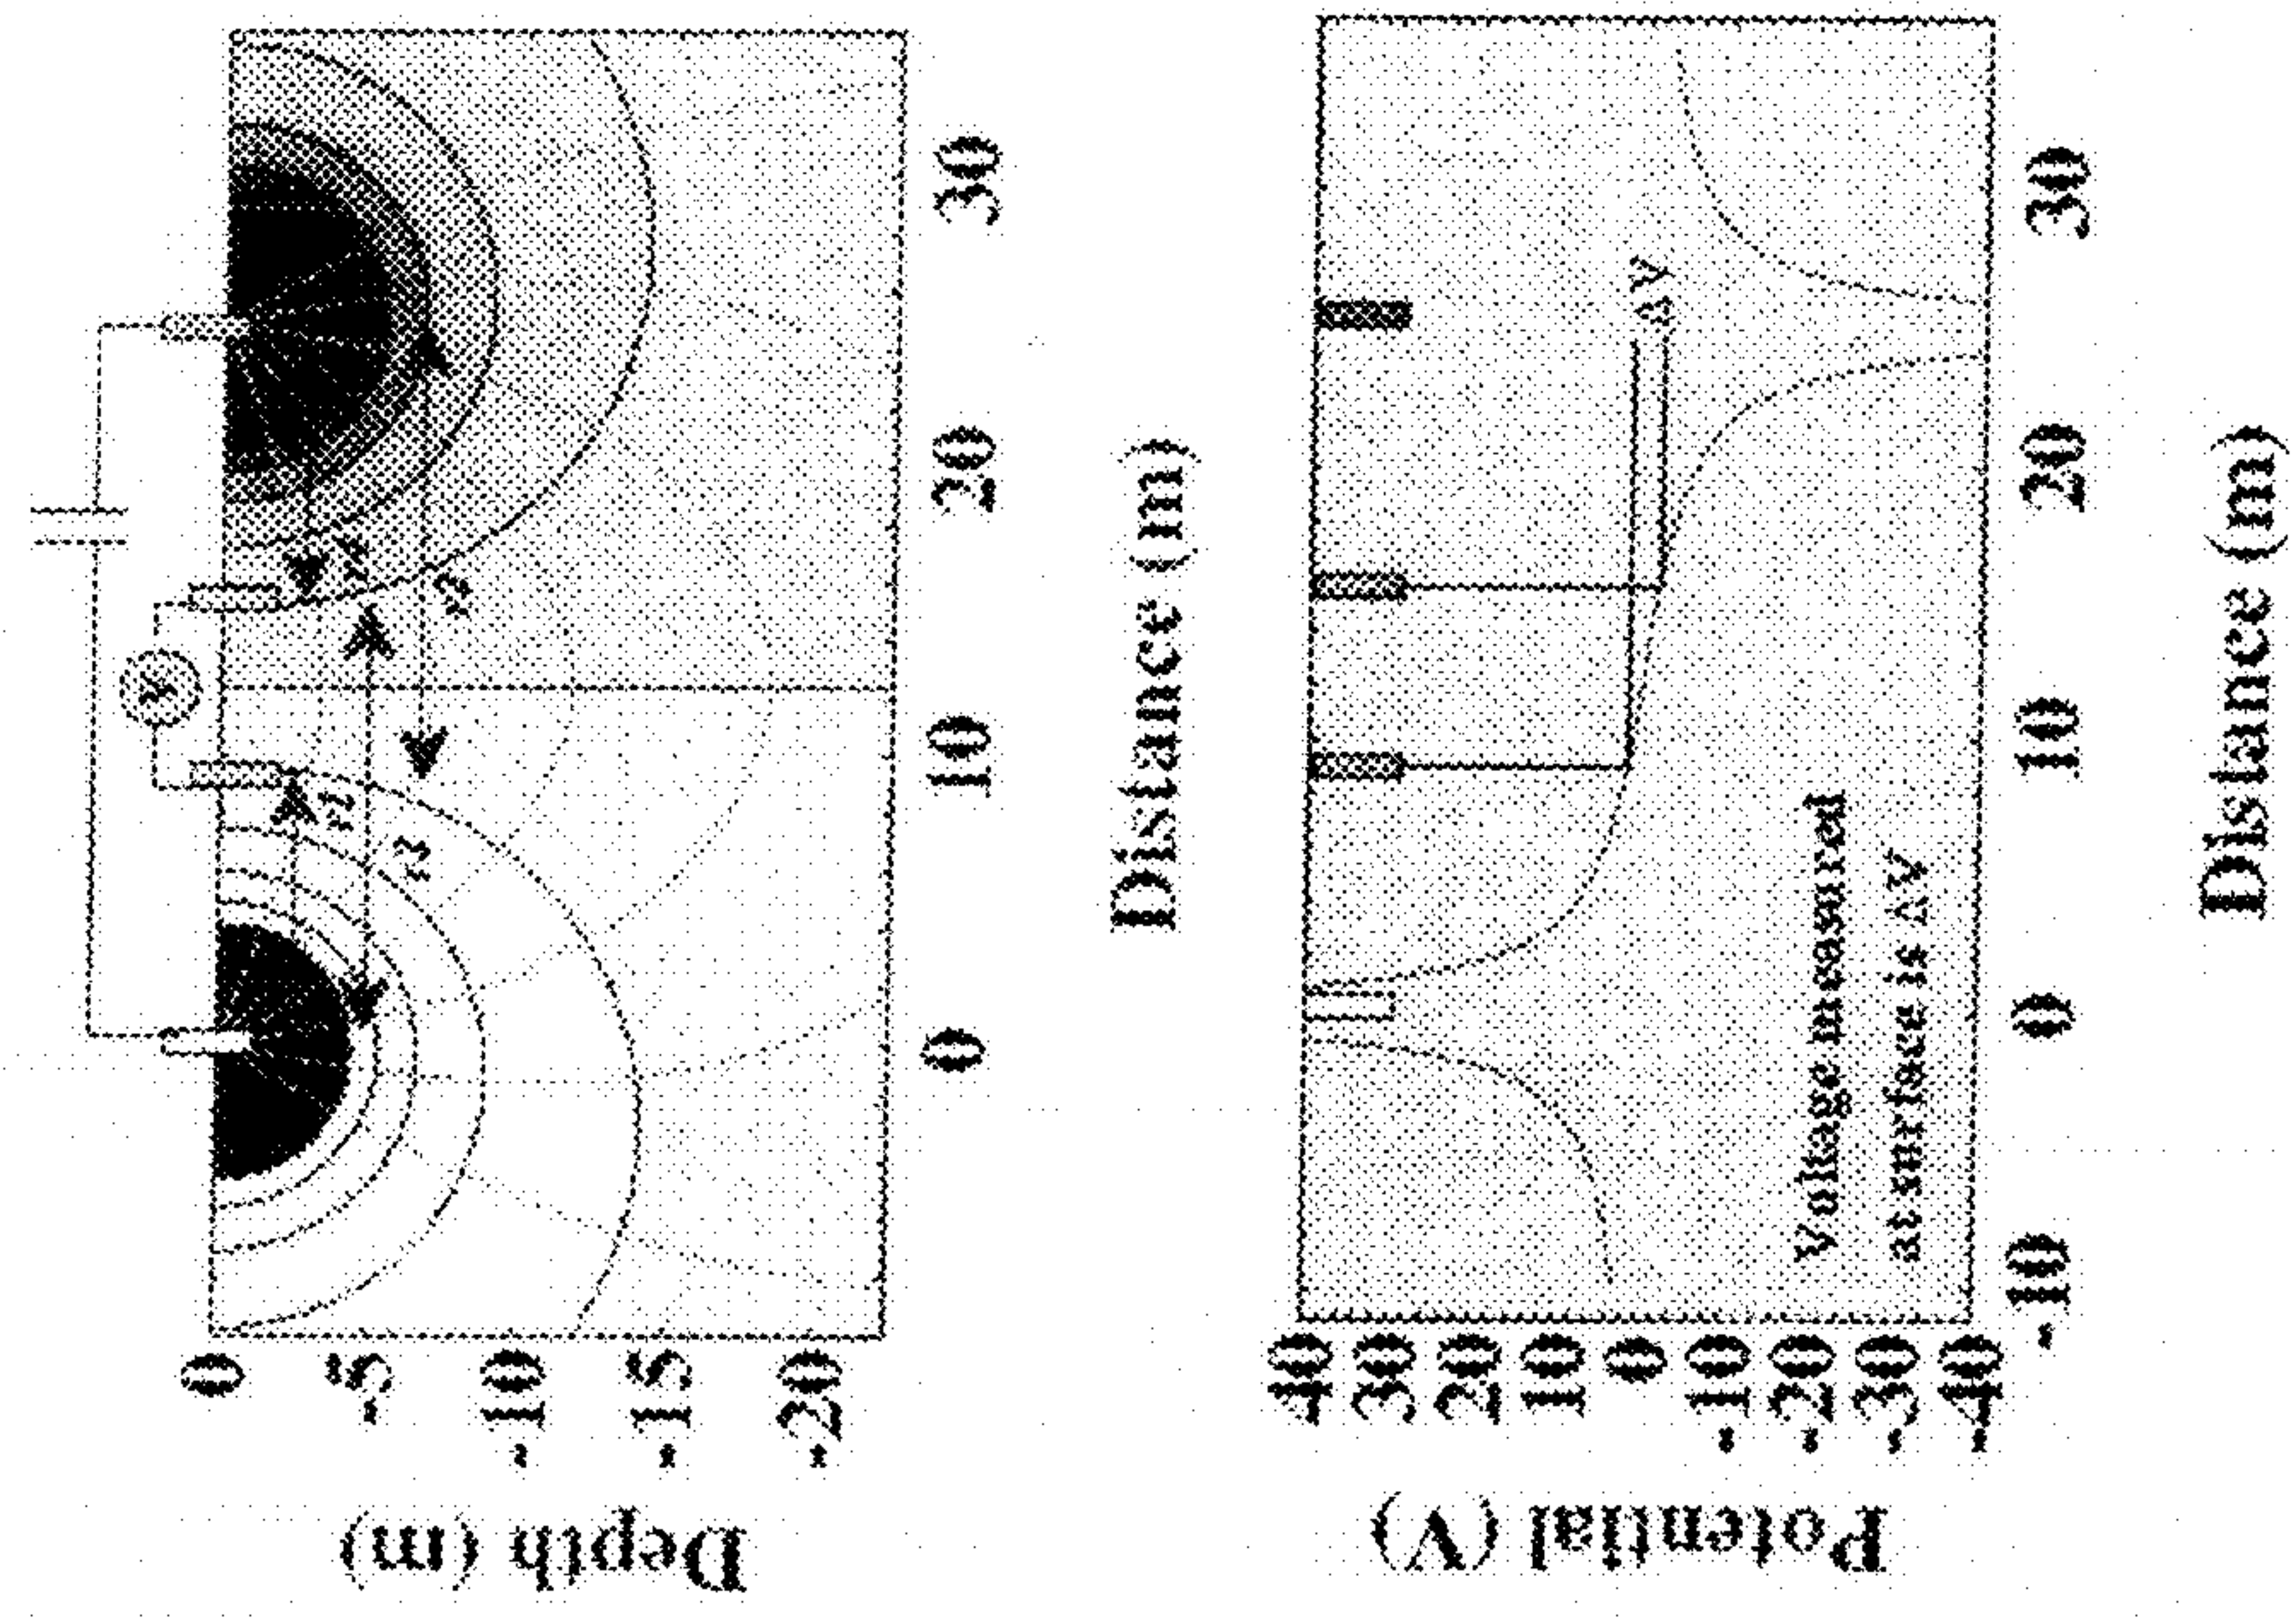 V
r1
r2
r3
r4
0
-5
-10
-15
-20
Depth (m)
0
10
20
30
Distance (m)
40
30
20
10
0
-10
-20
-30
-40
Potential (V)
ΔV
Voltage measured
at surface is ΔV
-10
0
10
20
30
Distance (m)